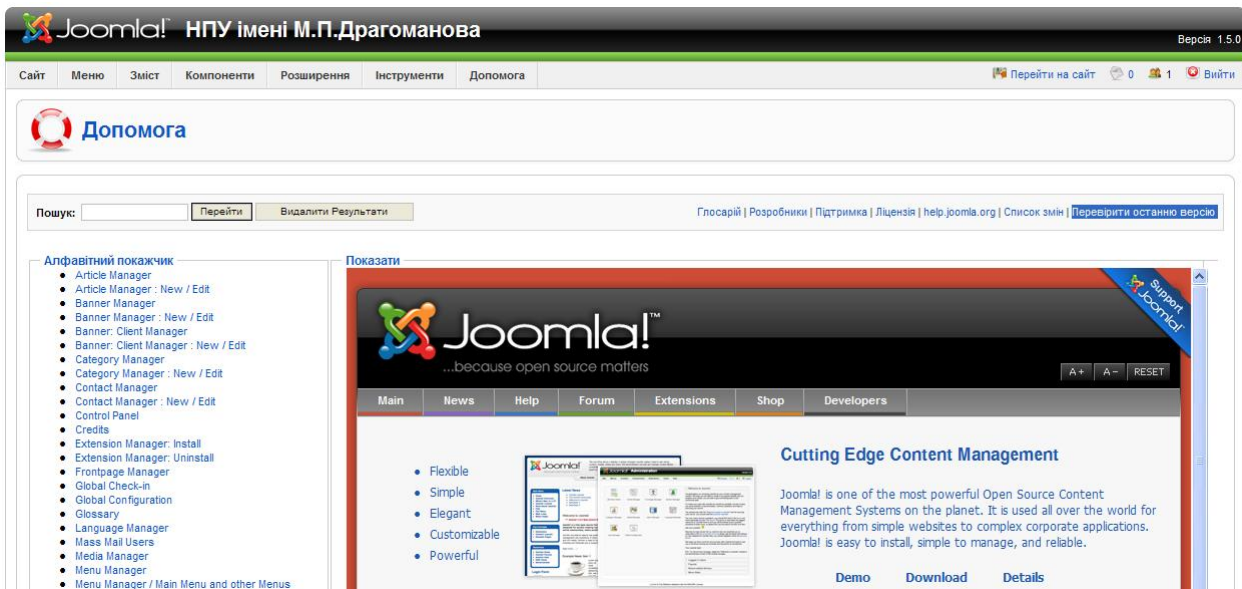 Joomla!™ НПУ імені М.П.Драгоманова
Версія 1.5.0
Сайт Меню Зміст Компоненти Розширення Інструменти Допомога Перейти на сайт 0 1 Вийти
Допомога
Пошук: Перейти Видалити Результати Глосарій | Розробники | Підтримка | Ліцензія | help.joomla.org | Список змін | Перевірити останню версію
Алфавітний покажчик
Article Manager
Article Manager : New / Edit
Banner Manager
Banner Manager : New / Edit
Banner: Client Manager
Banner: Client Manager : New / Edit
Category Manager
Category Manager : New / Edit
Contact Manager
Contact Manager : New / Edit
Control Panel
Credits
Extension Manager: Install
Extension Manager: Uninstall
Frontpage Manager
Global Check-in
Global Configuration
Glossary
Language Manager
Mass Mail Users
Media Manager
Menu Manager
Menu Manager / Main Menu and other Menus
Показати
Support
Joomla!
Joomla!™
...because open source matters
A+ A- RESET
Main News Help Forum Extensions Shop Developers
Flexible
Simple
Elegant
Customizable
Powerful
Cutting Edge Content Management
Joomla! is one of the most powerful Open Source Content
Management Systems on the planet. It is used all over the world for
everything from simple websites to complex corporate applications.
Joomla! is easy to install, simple to manage, and reliable.
Demo Download Details